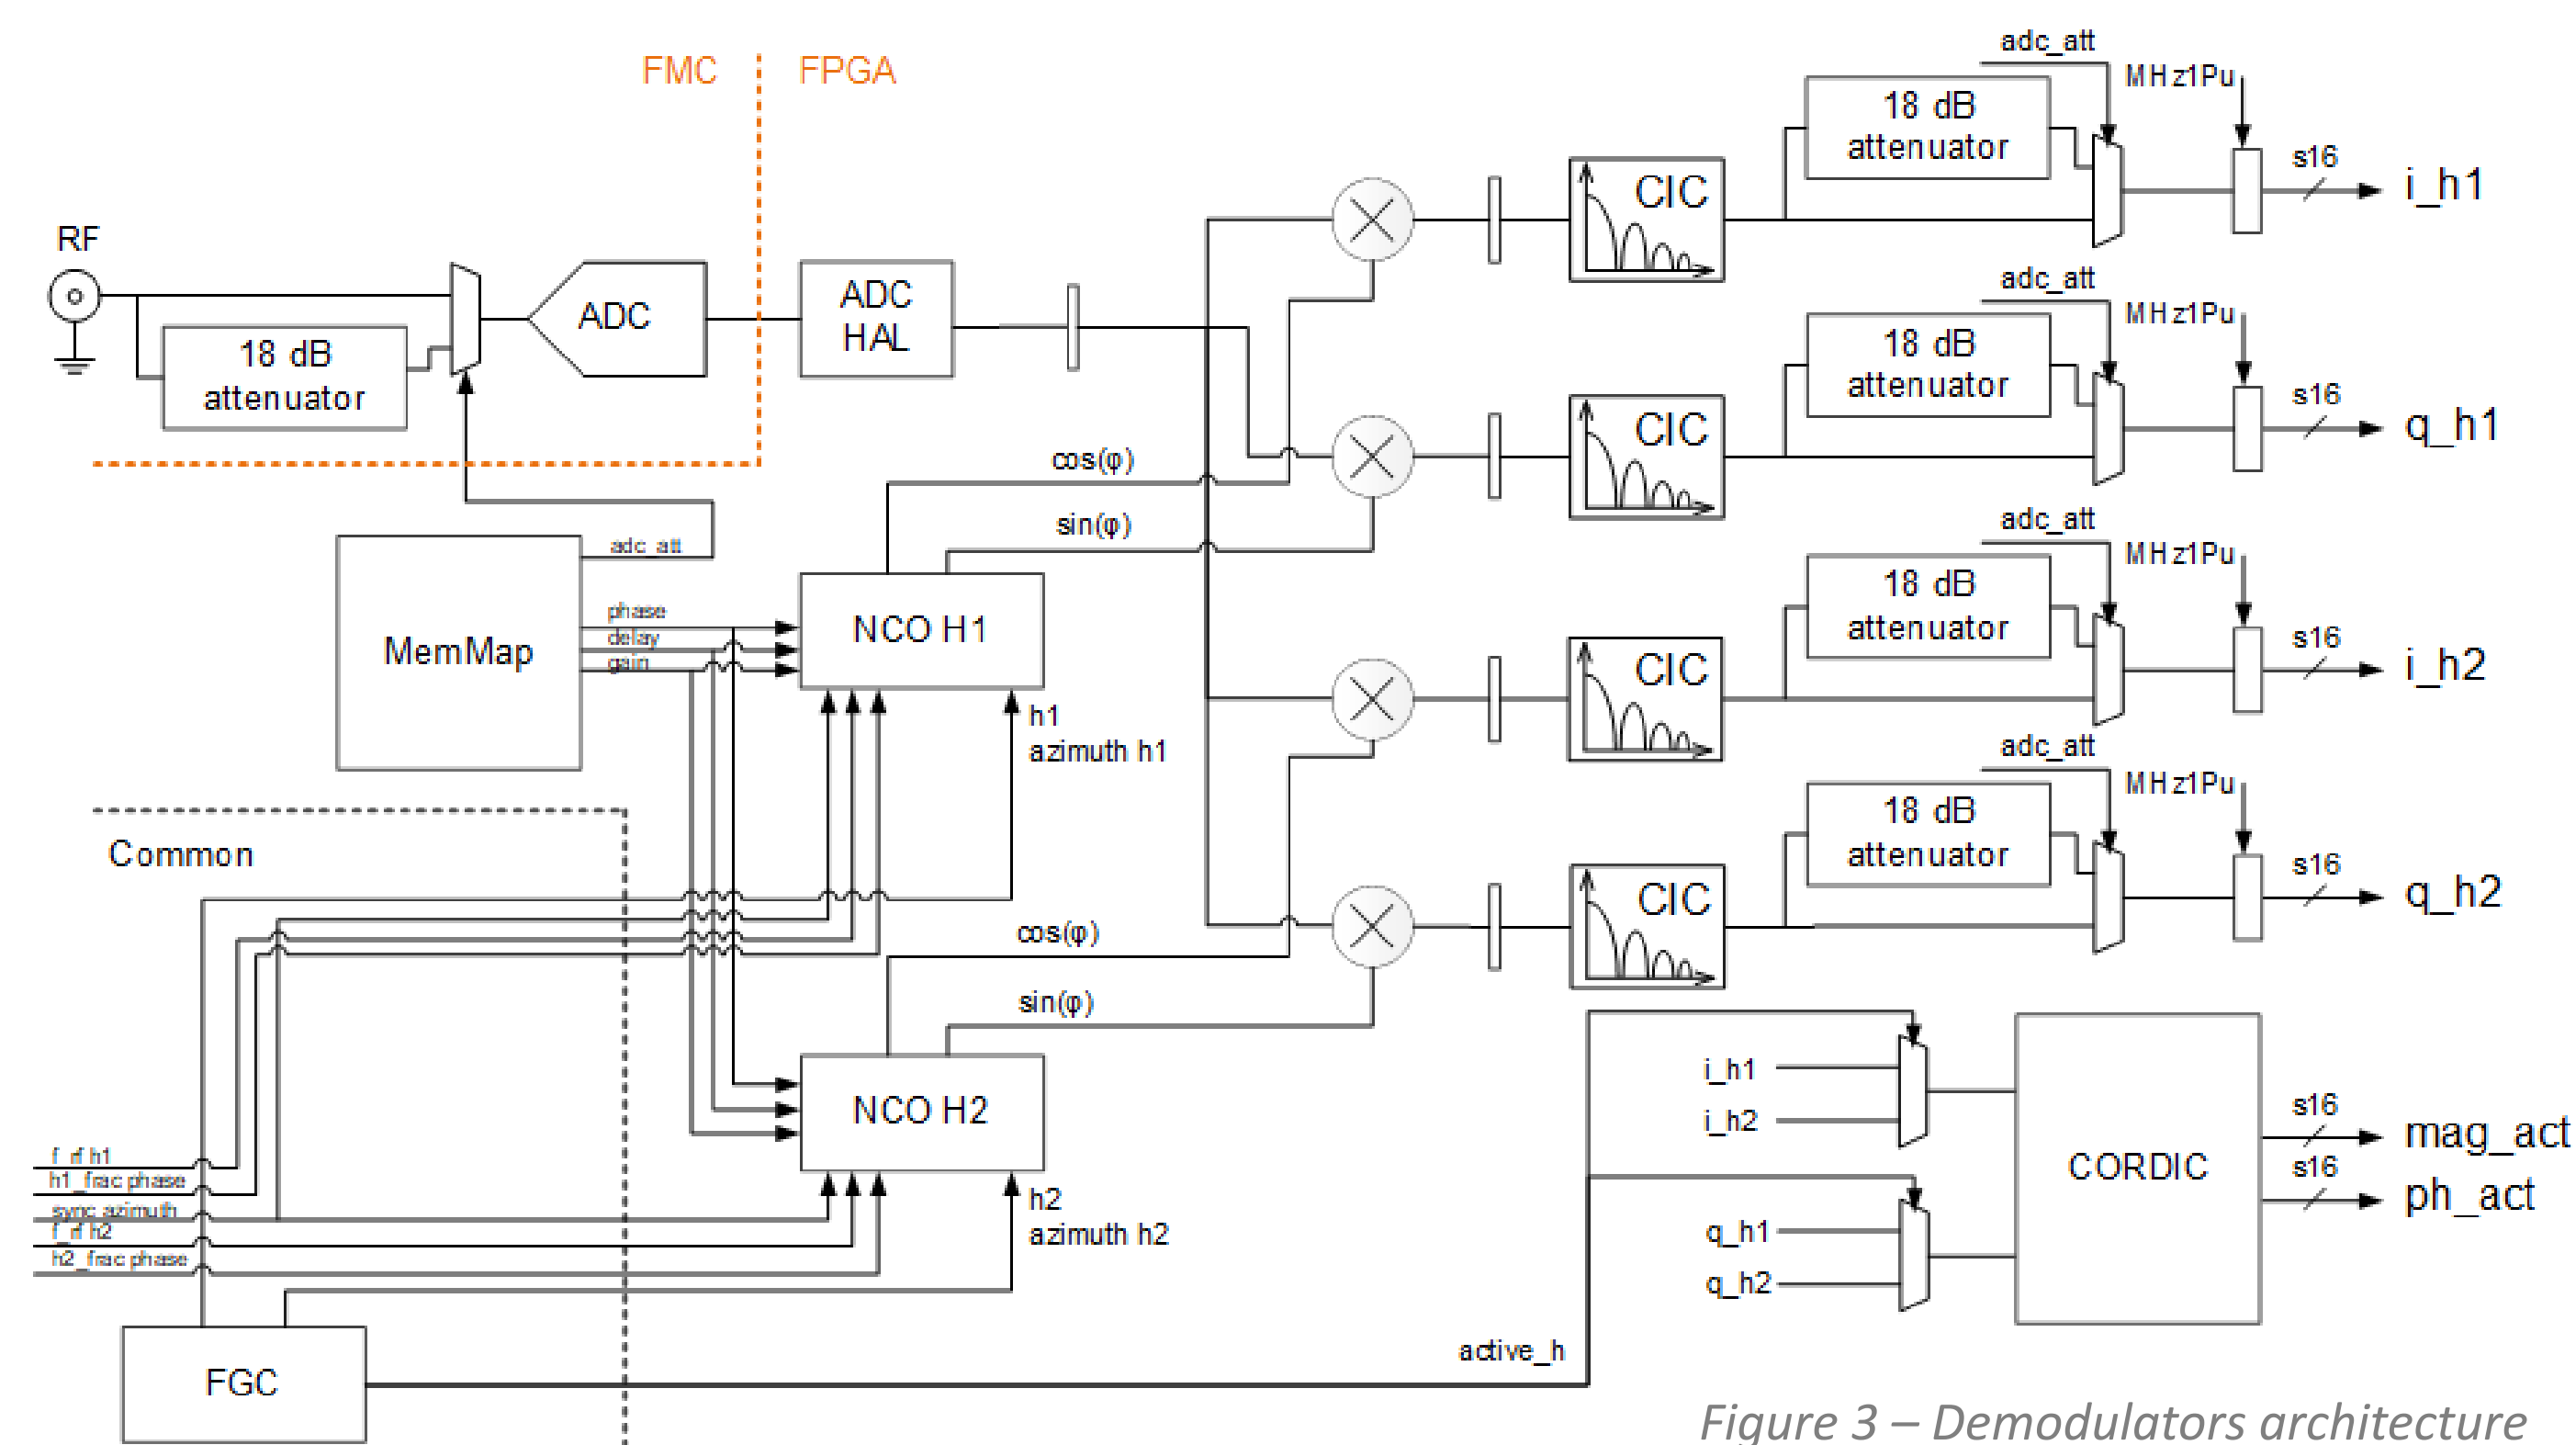 FMC
FPGA
RF
18 dB
attenuator
ADC
ADC
HAL
adc_att
MHz1Pu
18 dB
attenuator
CIC
s16
i_h1
adc_att
MHz1Pu
18 dB
attenuator
CIC
s16
q_h1
cos(φ)
sin(φ)
adc_att
MHz1Pu
18 dB
attenuator
CIC
s16
i_h2
adc_att
MHz1Pu
18 dB
attenuator
CIC
s16
q_h2
MemMap
adc_att
phase
delay
gain
NCO H1
h1
azimuth h1
Common
cos(φ)
sin(φ)
NCO H2
h2
azimuth h2
f_rf h1
h1_frac phase
sync azimuth
f_rf h2
h2_frac phase
FGC
active_h
i_h1
i_h2
q_h1
q_h2
CORDIC
s16
mag_act
s16
ph_act
Figure 3 – Demodulators architecture